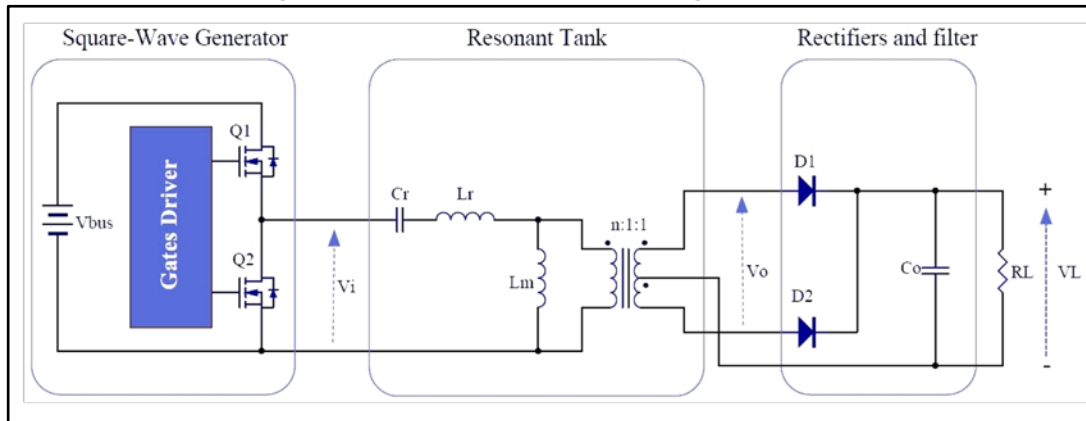 Square-Wave Generator
Resonant Tank
Rectifiers and filter
Q1
Gates Driver
Vbus
Q2
Vi
Cr
Lr
Lm
n:1:1
Vo
D1
D2
Co
RL
+
VL
-